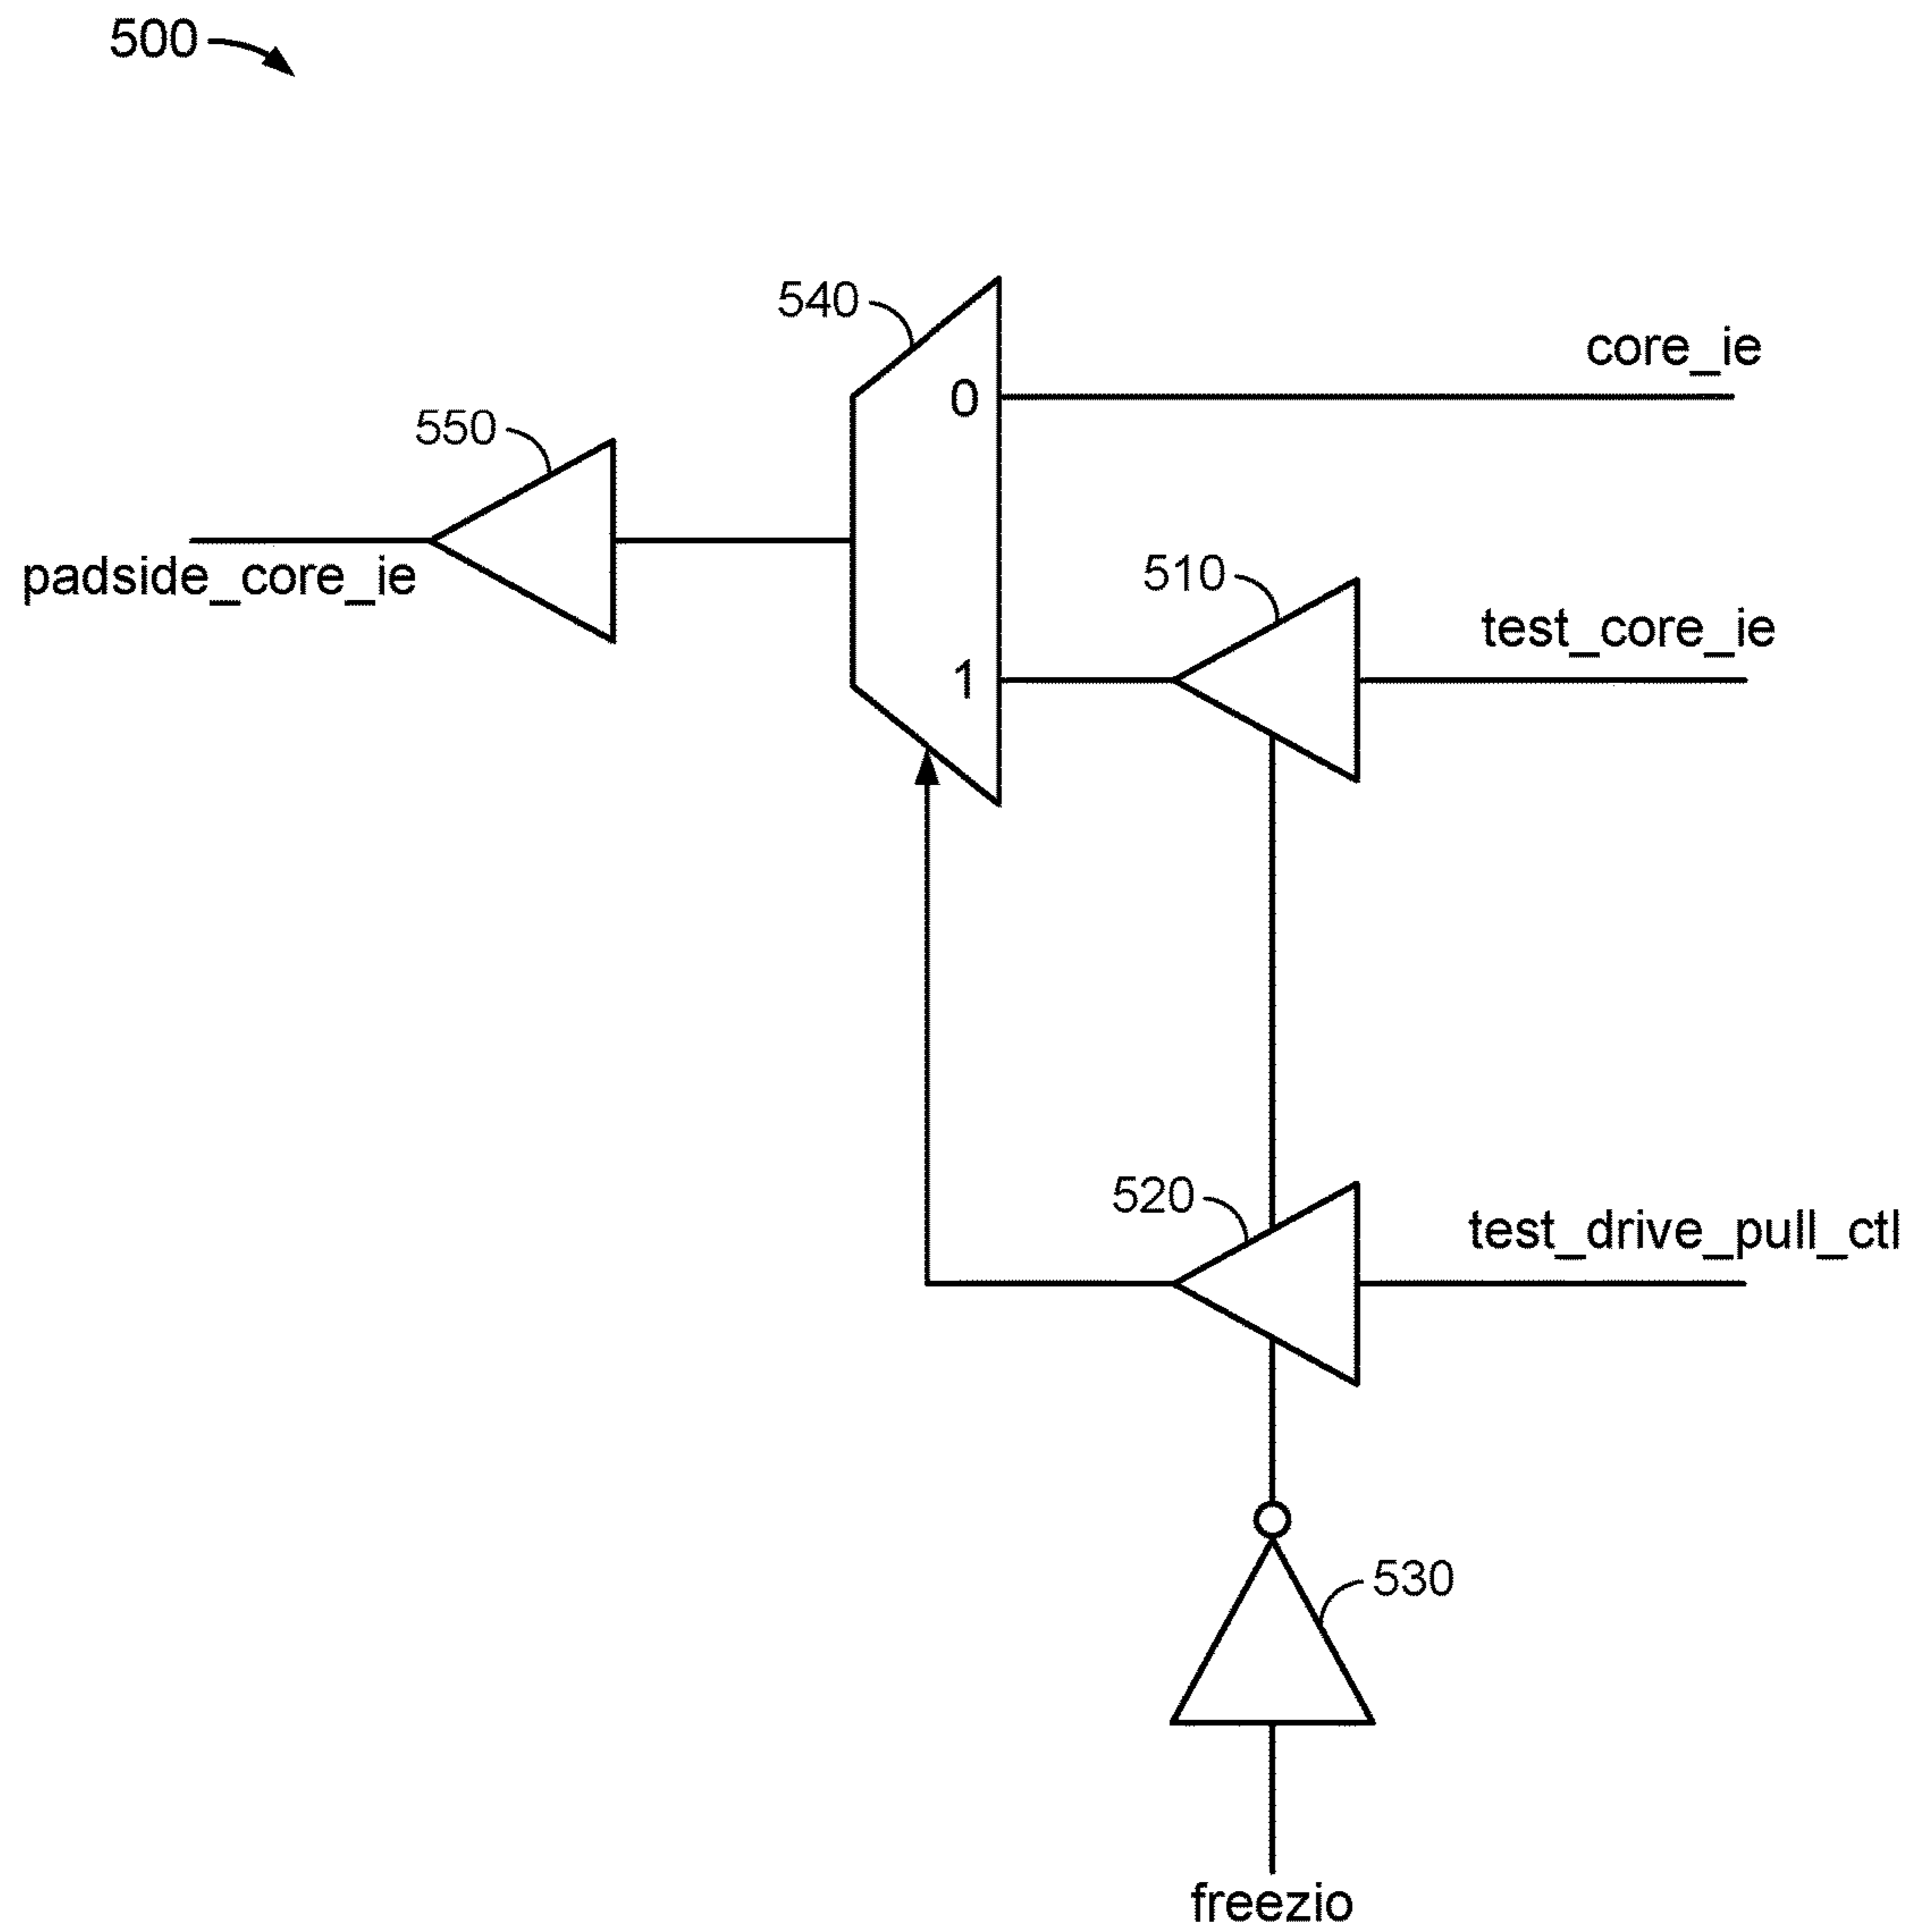 500
540
core_ie
0
550
padside_core_ie
510
test_core_ie
1
520
test_drive_pull_ctl
530
freezio